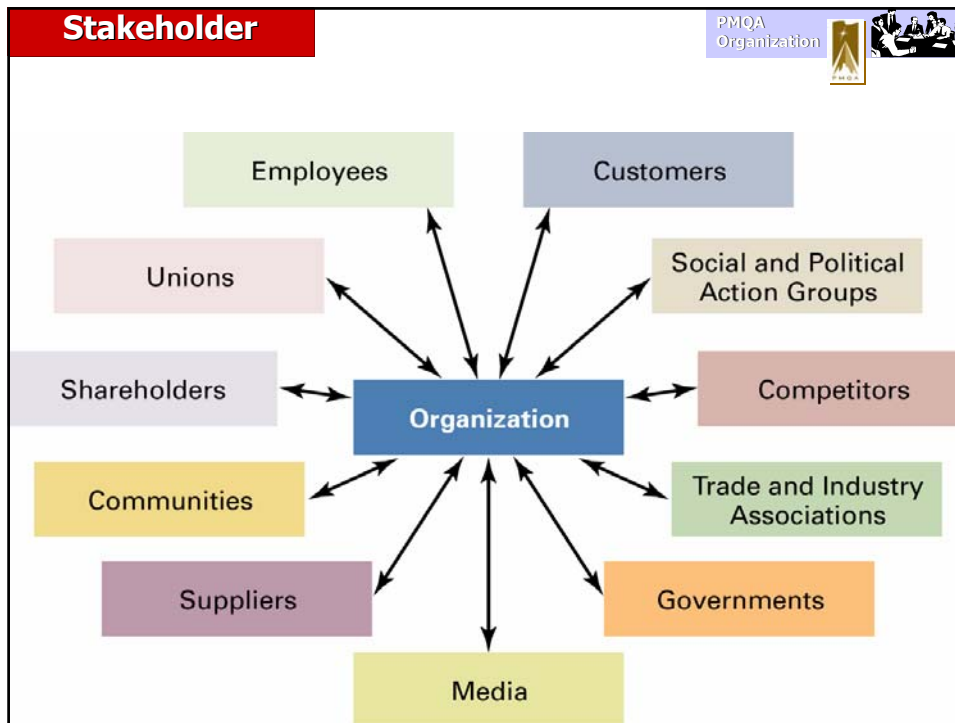 Stakeholder
PMQA
Organization
PMQA
Employees
Customers
Unions
Social and Political
Action Groups
Shareholders
Organization
Competitors
Communities
Trade and Industry
Associations
Suppliers
Governments
Media